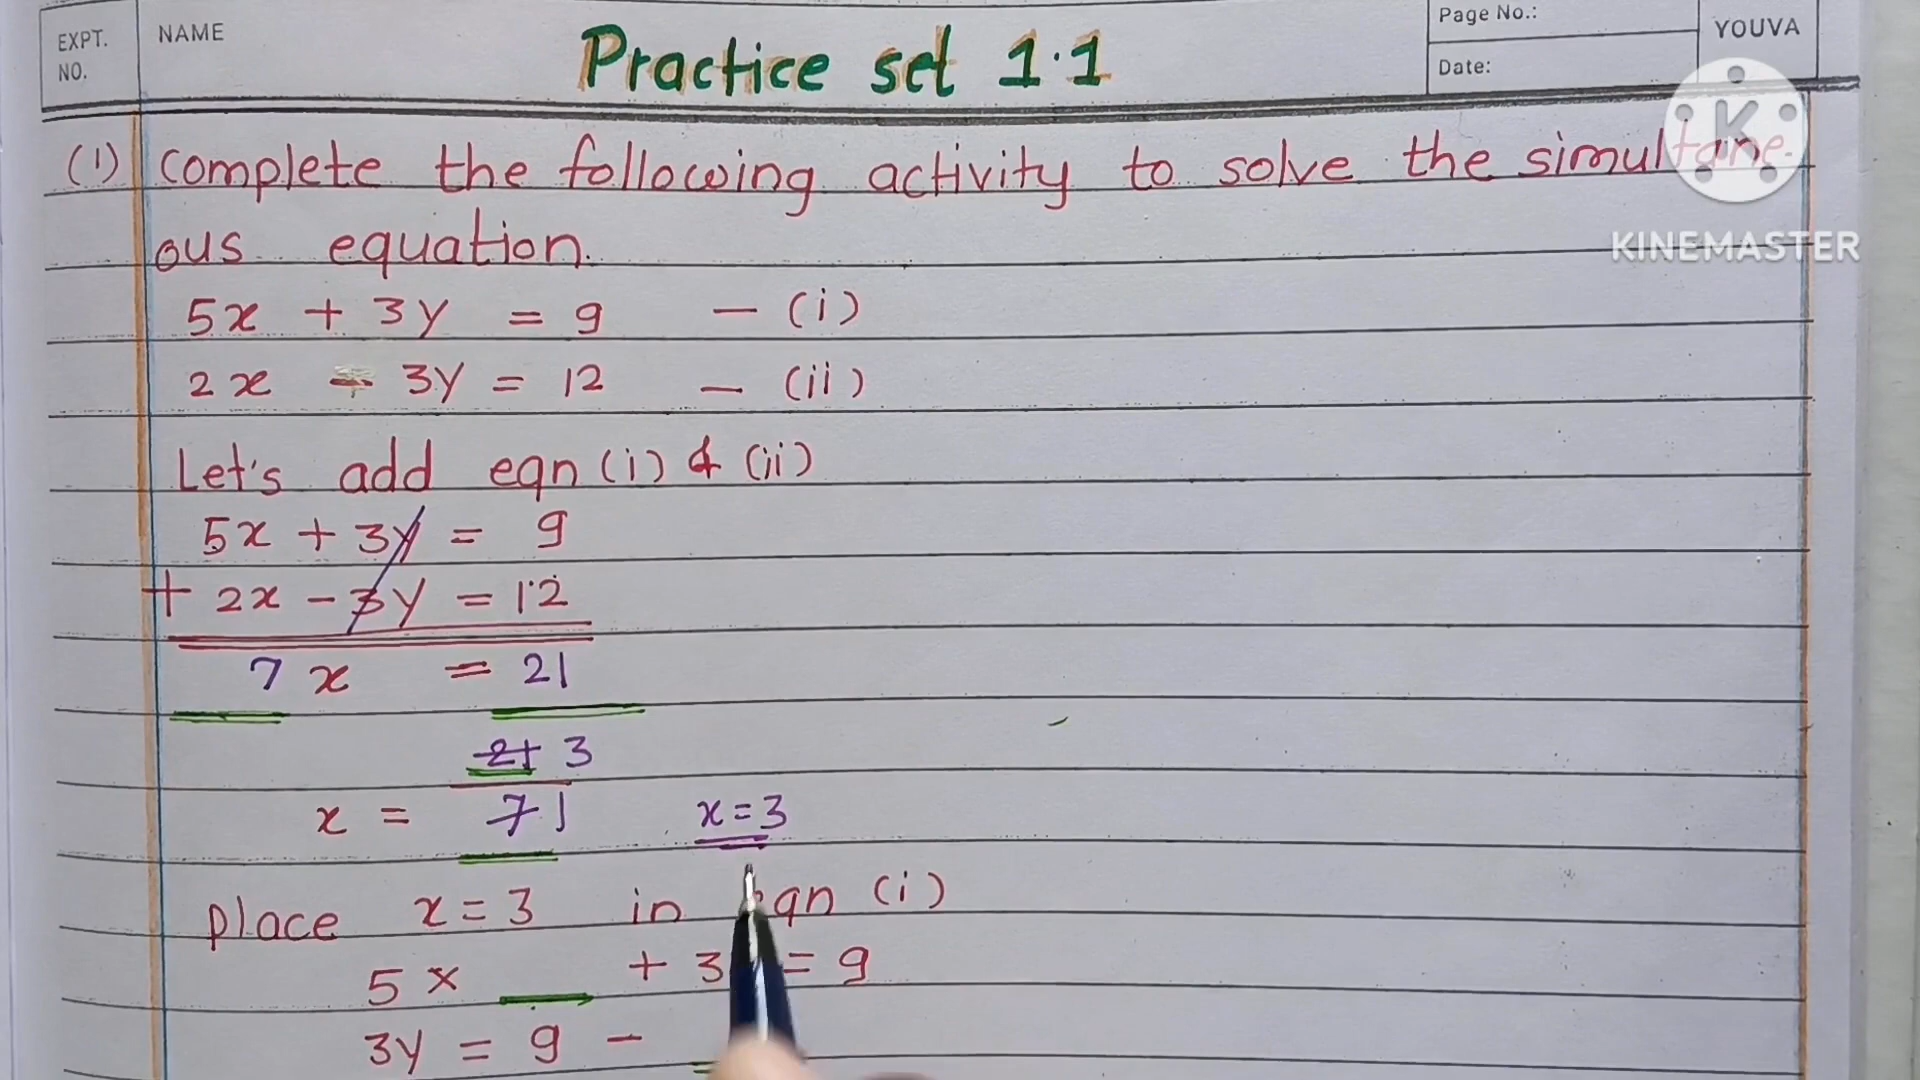 EXPT. NO.
NAME
Practice set 1.1
Page No.:
Date:
YOUVA
K
KINEMASTER
(1) Complete the following activity to solve the simultane-
ous equation.
5x + 3y = 9 — (i)
2x - 3y = 12 — (ii)
Let's add eqn (i) & (ii)
5x + 3y = 9
+ 2x - 3y = 12
7x = 21
21 3
x = 7 1 x = 3
place x = 3 in eqn (i)
5 × + 3 = 9
3y = 9 -